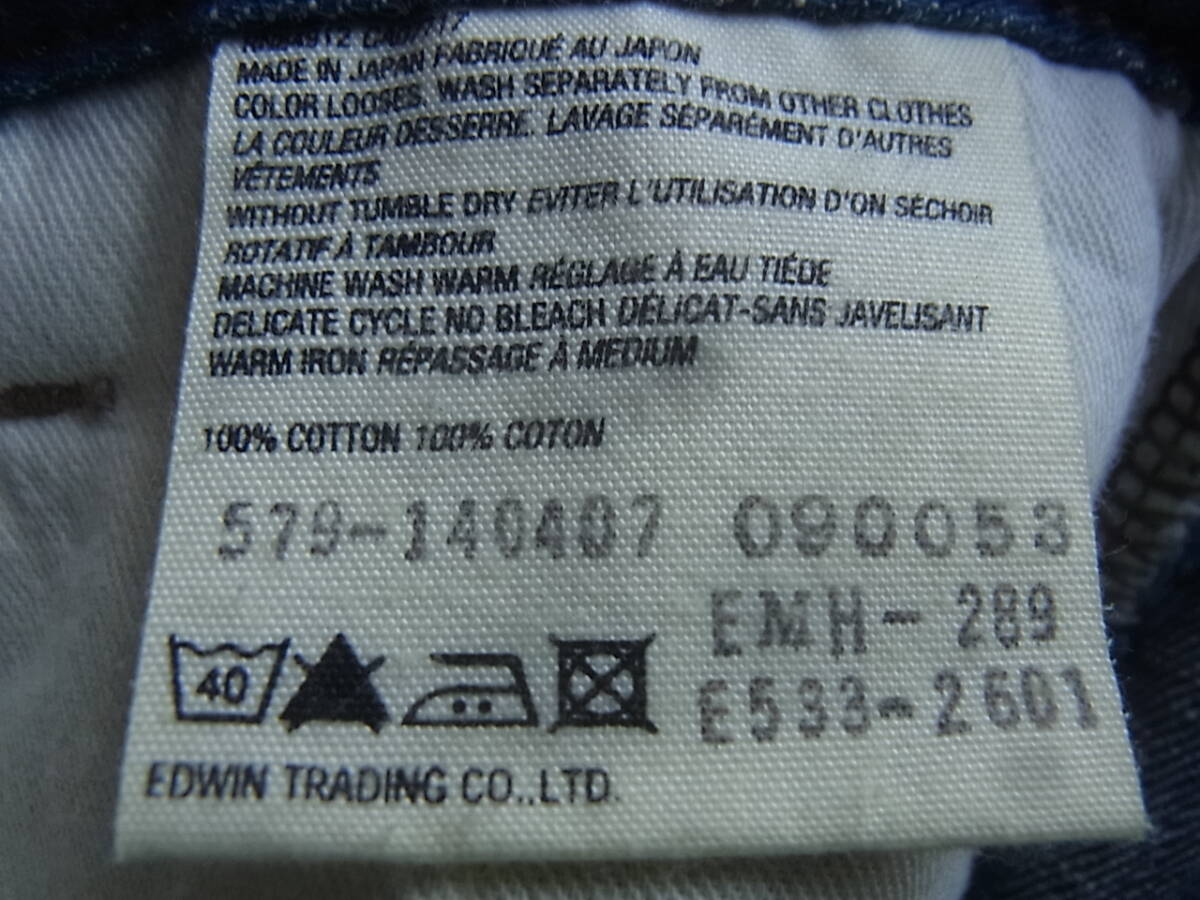 MADE IN JAPAN FABRIQUÉ AU JAPON
COLOR LOOSES. WASH SEPARATELY FROM OTHER CLOTHES
LA COULEUR DESSERRE. LAVAGE SÉPARÉMENT D'AUTRES
VÉTEMENTS
WITHOUT TUMBLE DRY EVITER L'UTILISATION D'ON SÉCHOIR
ROTATIF À TAMBOUR
MACHINE WASH WARM RÉGLAGE À EAU TIÉDE
DELICATE CYCLE NO BLEACH DÉLICAT-SANS JAVELISANT
WARM IRON RÉPASSAGE À MEDIUM
100% COTTON 100% COTON
579-140407 090053
EMH-289
40 E533-2601
EDWIN TRADING CO.,LTD.